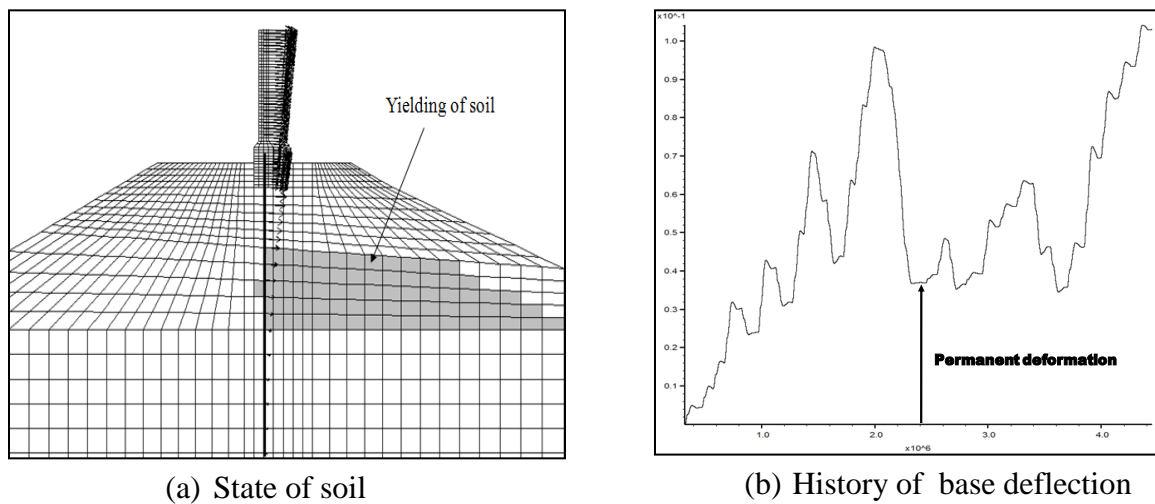 Yielding of soil
(a) State of soil
x10^-1
1.0
0.9
0.8
0.7
0.6
0.5
0.4
0.3
0.2
0.1
Permanent deformation
1.0 2.0 3.0 4.0
x10^6
(b) History of base deflection